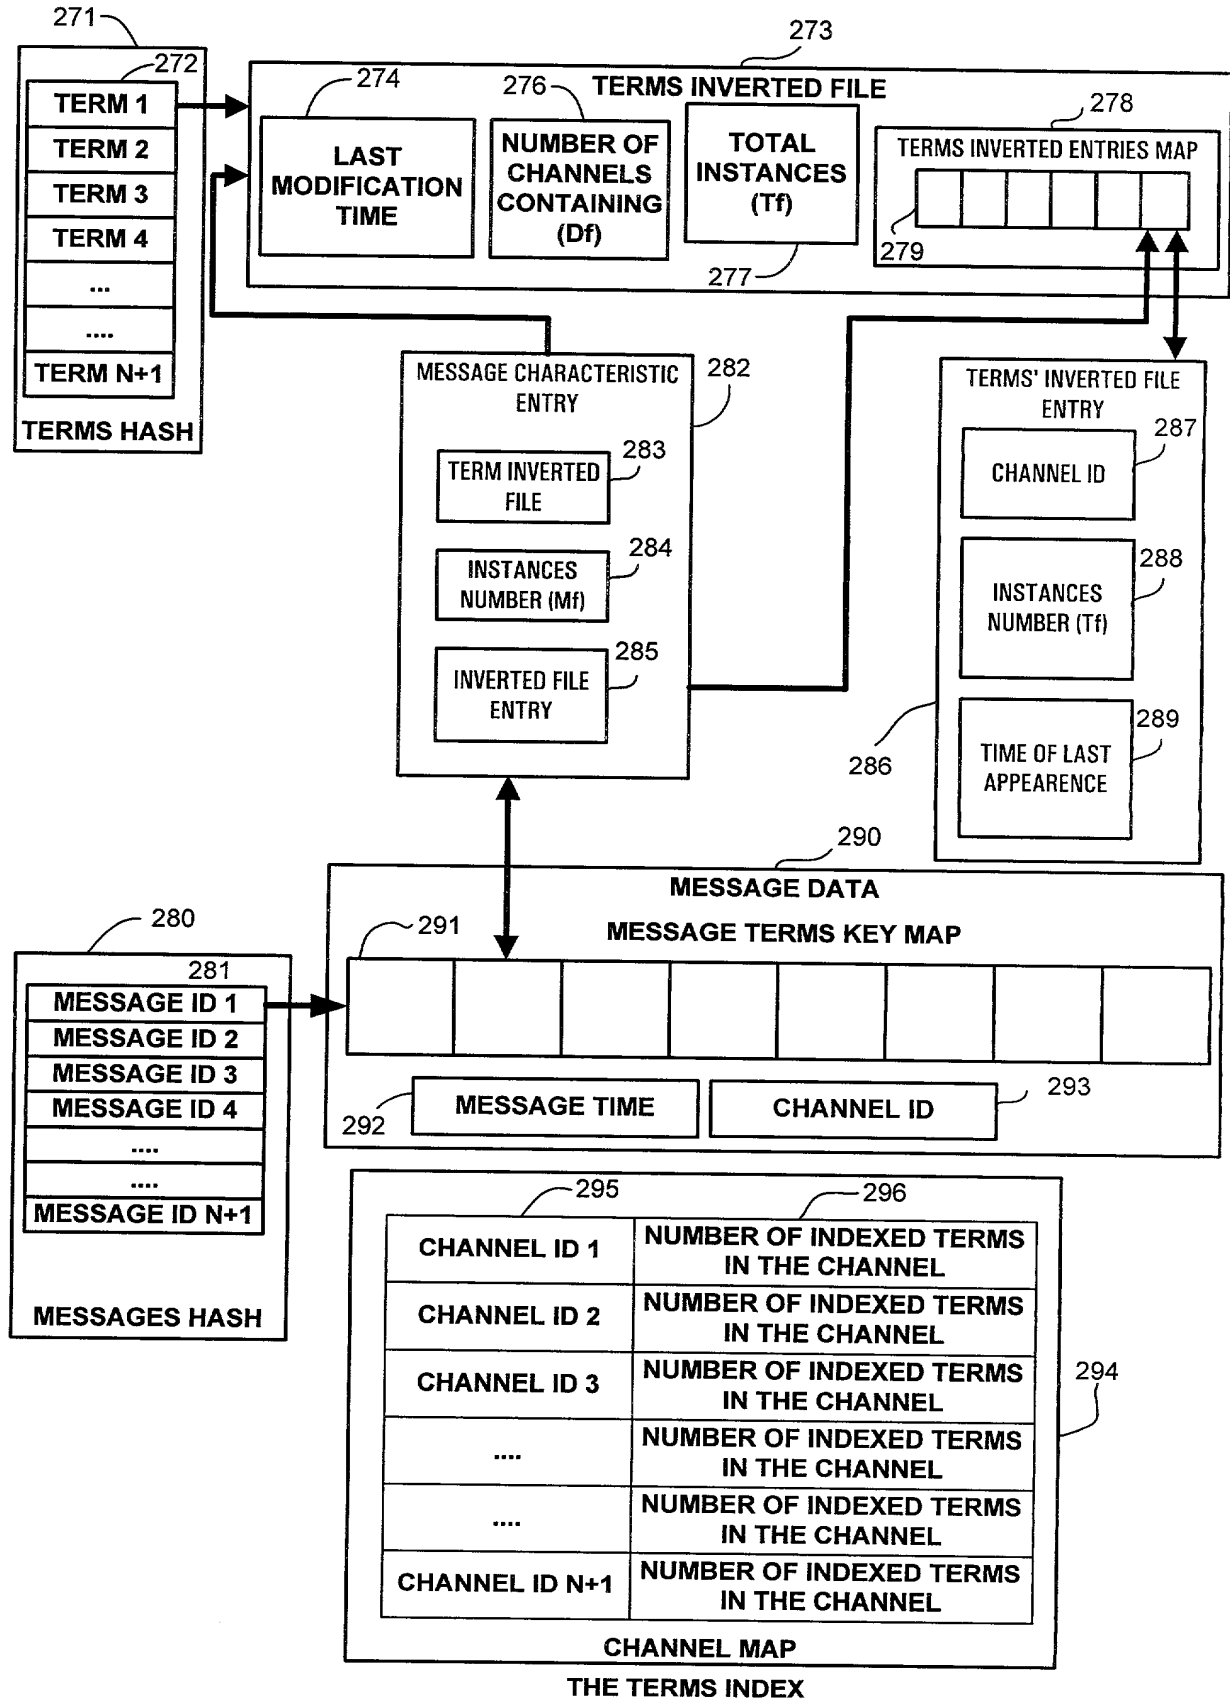 271
272
TERM 1
TERM 2
TERM 3
TERM 4
...
....
TERM N+1
TERMS HASH
273
TERMS INVERTED FILE
274
LAST
MODIFICATION
TIME
276
NUMBER OF
CHANNELS
CONTAINING
(Df)
TOTAL
INSTANCES
(Tf)
277
278
TERMS INVERTED ENTRIES MAP
279
282
MESSAGE CHARACTERISTIC
ENTRY
283
TERM INVERTED
FILE
284
INSTANCES
NUMBER (Mf)
285
INVERTED FILE
ENTRY
TERMS' INVERTED FILE
ENTRY
287
CHANNEL ID
288
INSTANCES
NUMBER (Tf)
286
289
TIME OF LAST
APPEARENCE
290
MESSAGE DATA
MESSAGE TERMS KEY MAP
291
292
MESSAGE TIME
CHANNEL ID
293
280
281
MESSAGE ID 1
MESSAGE ID 2
MESSAGE ID 3
MESSAGE ID 4
....
....
MESSAGE ID N+1
MESSAGES HASH
295
296
CHANNEL ID 1
NUMBER OF INDEXED TERMS
IN THE CHANNEL
CHANNEL ID 2
NUMBER OF INDEXED TERMS
IN THE CHANNEL
CHANNEL ID 3
NUMBER OF INDEXED TERMS
IN THE CHANNEL
294
....
NUMBER OF INDEXED TERMS
IN THE CHANNEL
....
NUMBER OF INDEXED TERMS
IN THE CHANNEL
CHANNEL ID N+1
NUMBER OF INDEXED TERMS
IN THE CHANNEL
CHANNEL MAP
THE TERMS INDEX